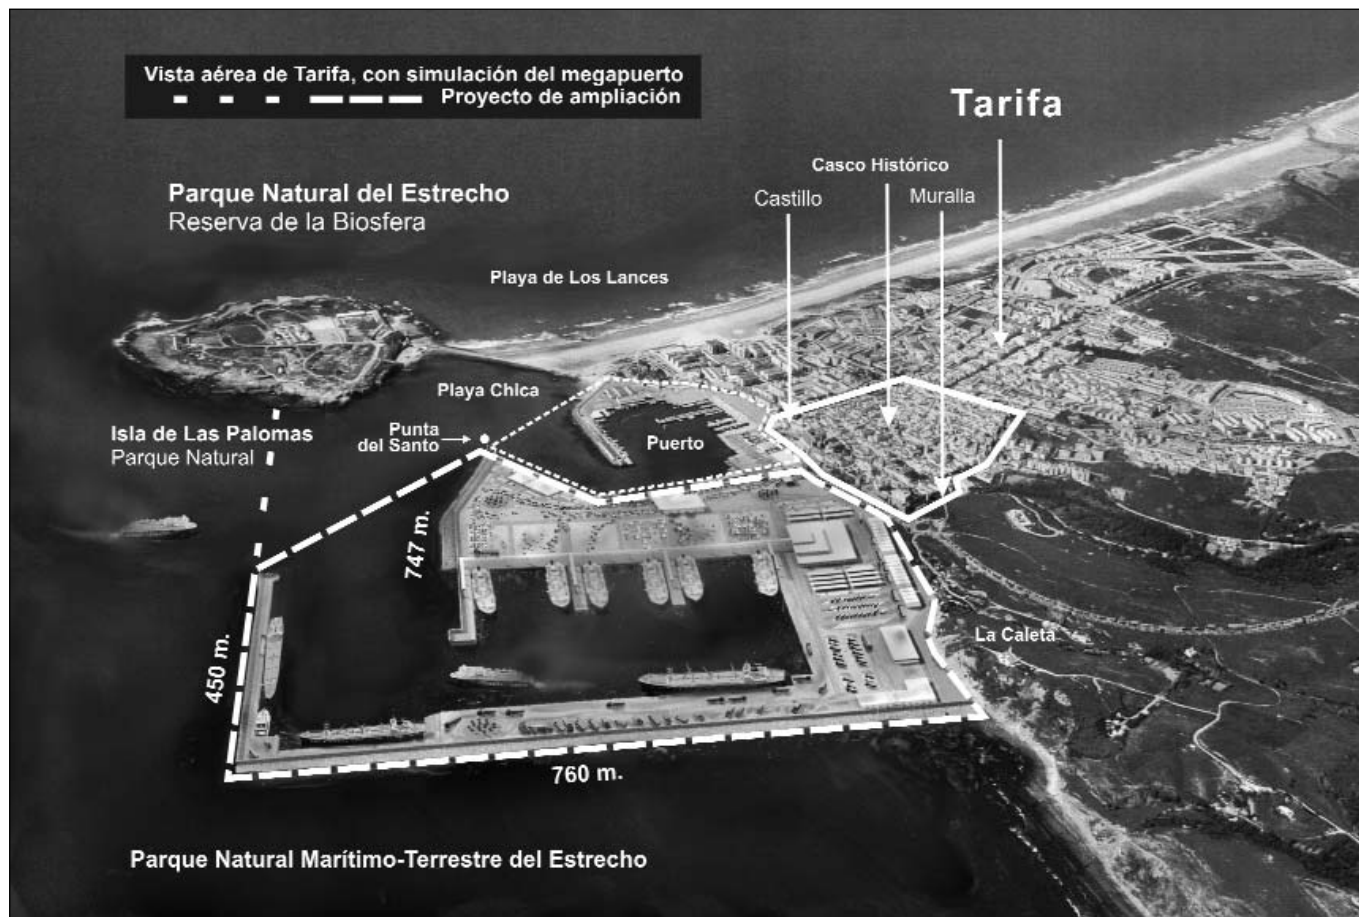 Vista aérea de Tarifa, con simulación del megapuerto
Proyecto de ampliación
Tarifa
Casco Histórico
Castillo
Muralla
Parque Natural del Estrecho
Reserva de la Biosfera
Playa de Los Lances
Playa Chica
Isla de Las Palomas
Parque Natural
Punta
del Santo
Puerto
747 m.
450 m.
La Caleta
760 m.
Parque Natural Marítimo-Terrestre del Estrecho